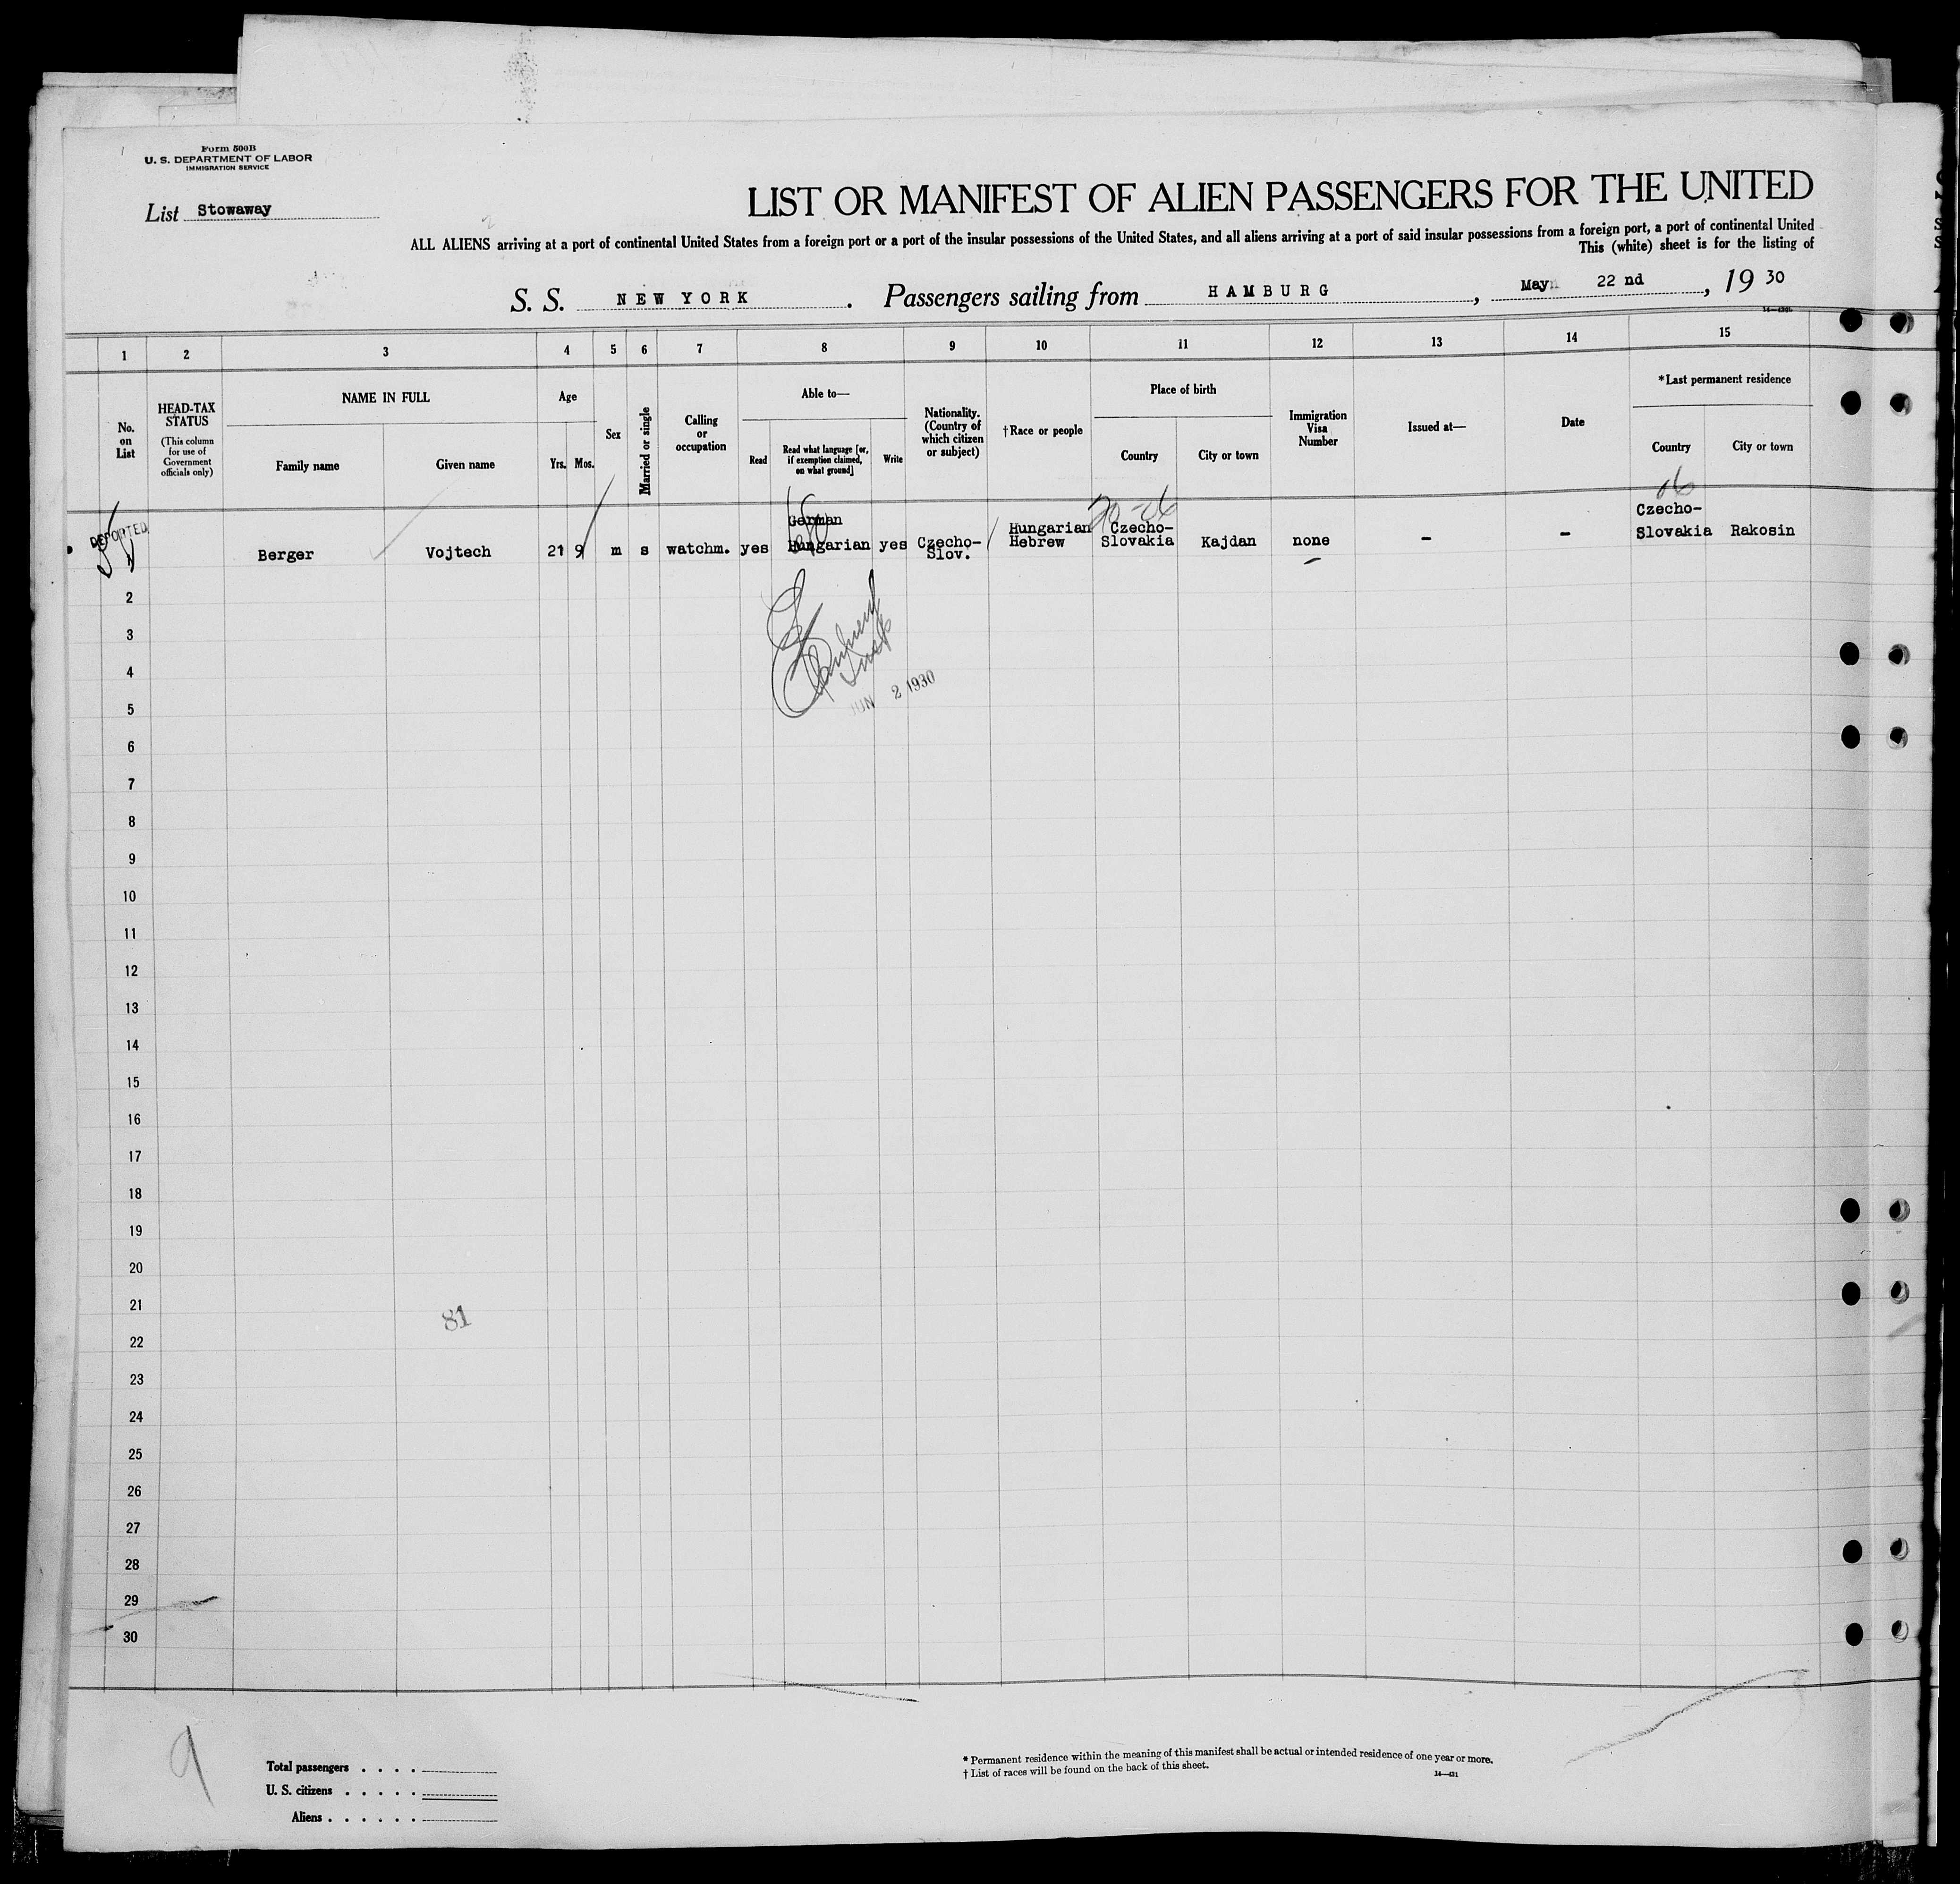 Form 500B
U. S. DEPARTMENT OF LABOR
IMMIGRATION SERVICE
List Stowaway
LIST OR MANIFEST OF ALIEN PASSENGERS FOR THE UNITED
ALL ALIENS arriving at a port of continental United States from a foreign port or a port of the insular possessions of the United States, and all aliens arriving at a port of said insular possessions from a foreign port, a port of continental United
This (white) sheet is for the listing of
S. S. NEW YORK . Passengers sailing from HAMBURG , May 22 nd , 19 30
1 2 3 4 5 6 7 8 9 10 11 12 13 14 15
No. on List
HEAD-TAX STATUS
(This column for use of Government officials only)
NAME IN FULL
Family name
Given name
Age
Yrs. Mos.
Sex
Married or single
Calling or occupation
Able to—
Read
Read what language [or, if exemption claimed, on what ground]
Write
Nationality. (Country of which citizen or subject)
†Race or people
Place of birth
Country
City or town
Immigration Visa Number
Issued at—
Date
*Last permanent residence
Country
City or town
06
DEPORTED
Berger Vojtech 21 9 m s watchm. yes German Hungarian yes Czecho-Slov. Hungarian Hebrew Czecho-Slovakia Kajdan none - - Czecho-Slovakia Rakosin
JUN 2 1930
2
3
4
5
6
7
8
9
10
11
12
13
14
15
16
17
18
19
20
21
81
22
23
24
25
26
27
28
29
30
9
Total passengers . . . .
U. S. citizens . . . . .
Aliens . . . . . .
* Permanent residence within the meaning of this manifest shall be actual or intended residence of one year or more.
† List of races will be found on the back of this sheet.
14—431